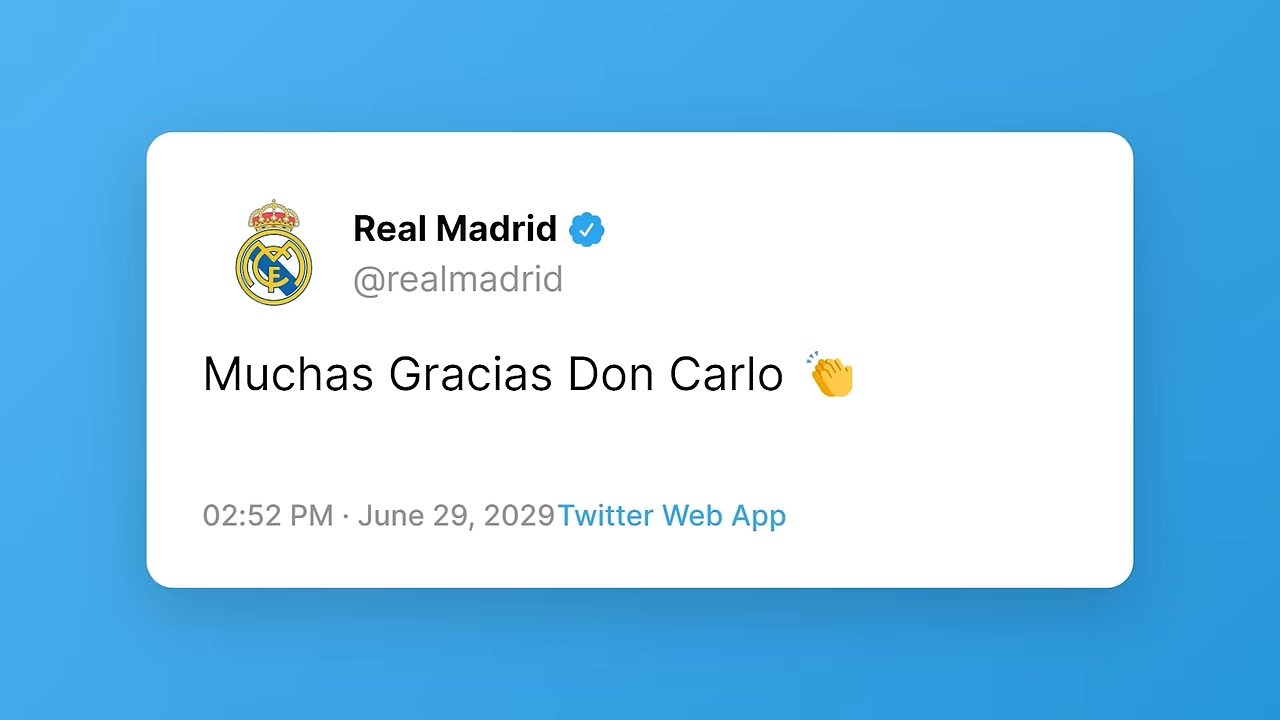 Real Madrid
@realmadrid
Muchas Gracias Don Carlo 👏
02:52 PM · June 29, 2029Twitter Web App